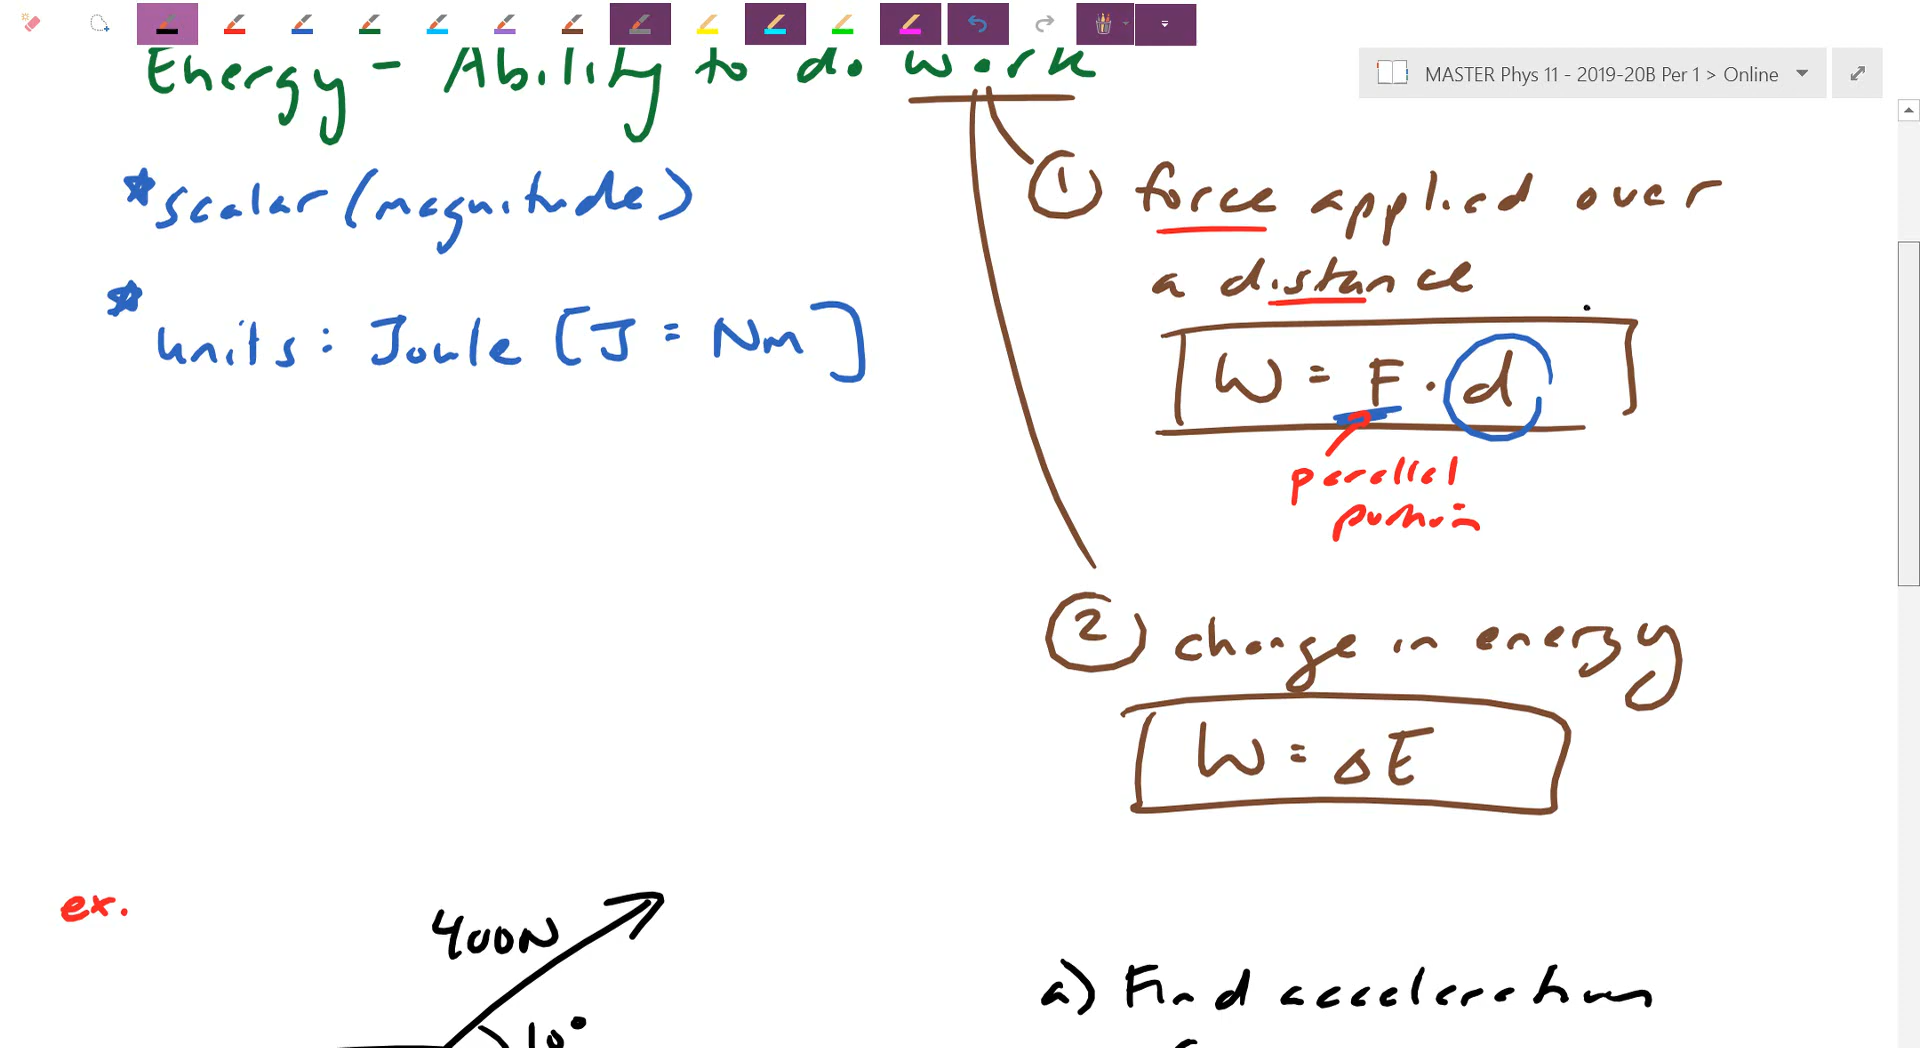 Energy - Ability to do work
MASTER Phys 11 - 2019-20B Per 1 > Online
*scalar (magnitude)
* units: Joule [J = Nm]
① force applied over
a distance
W = F · d
parallel
② change in energy
W = ΔE
ex.
400N
10°
a) Find acceleration